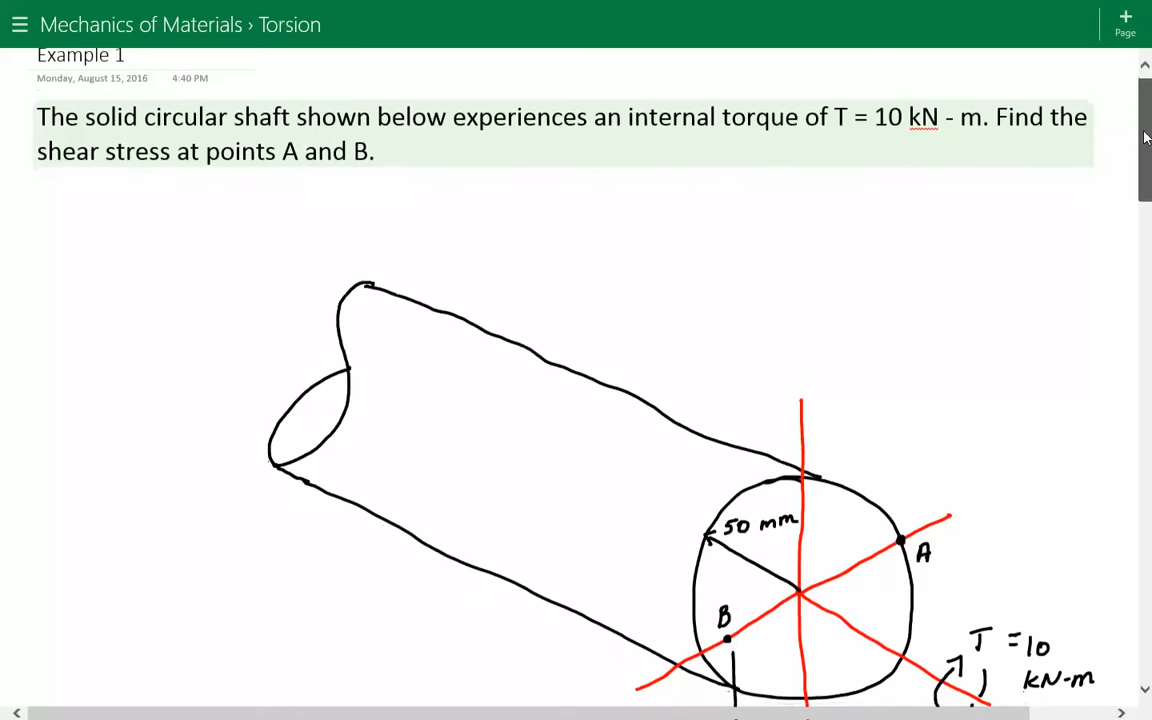 Mechanics of Materials › Torsion
Page
Example 1
Monday, August 15, 2016 4:40 PM
The solid circular shaft shown below experiences an internal torque of T = 10 kN - m. Find the
shear stress at points A and B.
50 mm
A
B
T = 10
kN-m